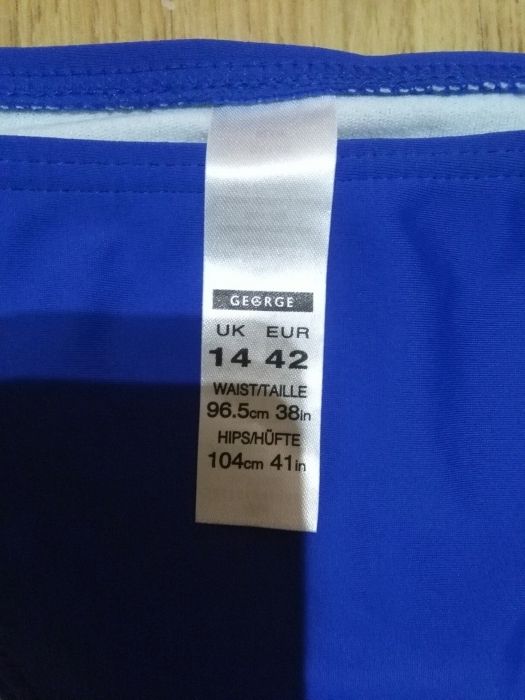 GEORGE
UK EUR
14 42
WAIST/TAILLE
96.5cm 38in
HIPS/HÜFTE
104cm 41in